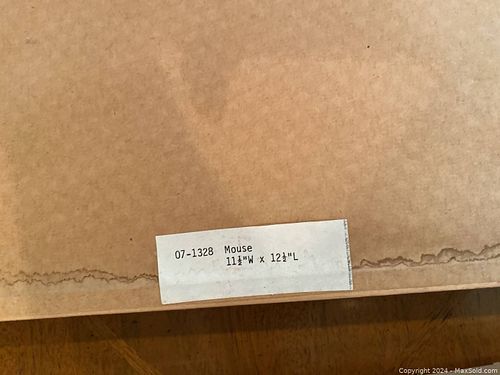 07-1328 Mouse
11½"W x 12½"L
Copyright 2024 - MaxSold.com